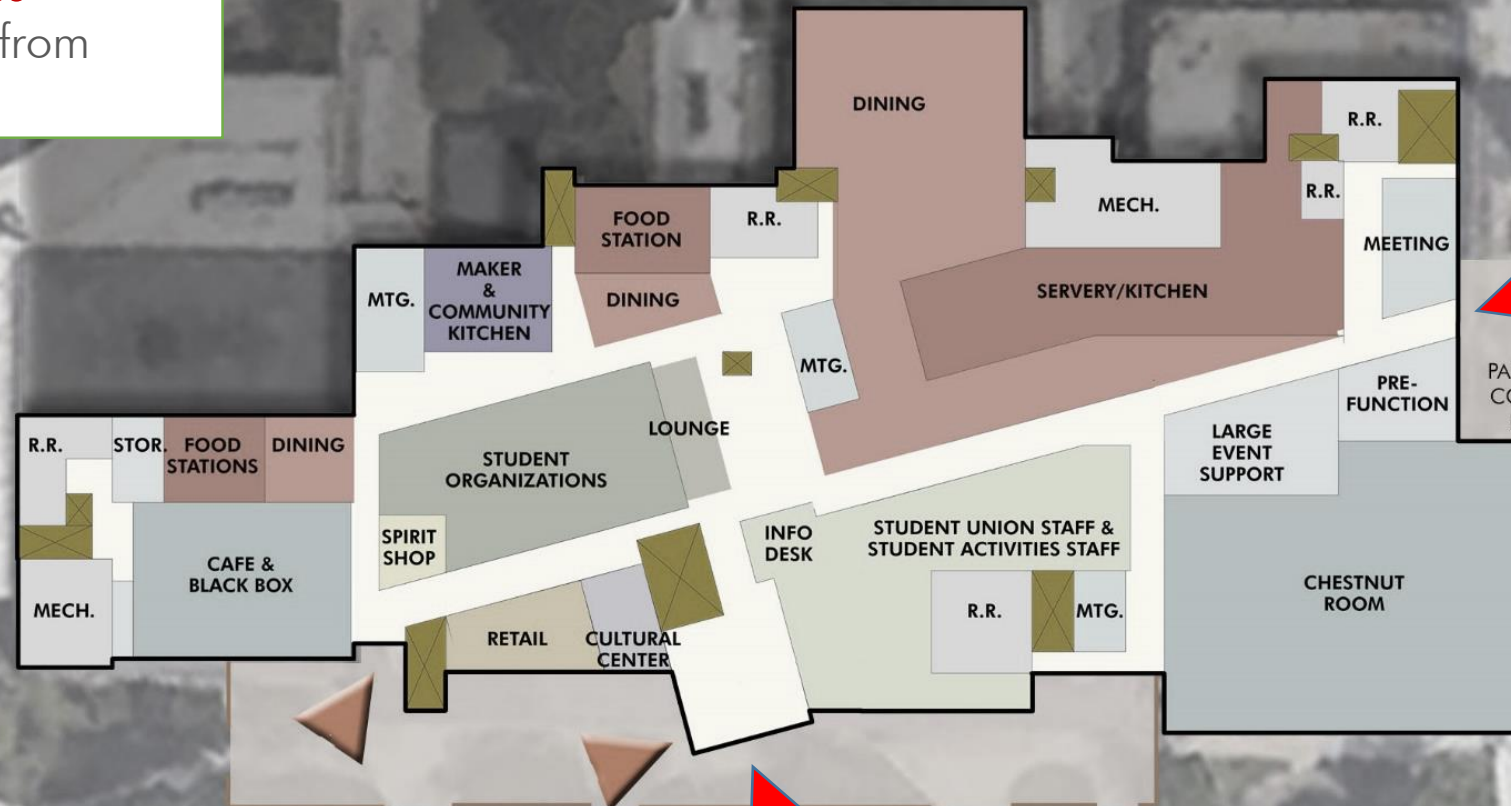 from
DINING
R.R.
R.R.
MECH.
FOOD
STATION
R.R.
MEETING
MAKER
&
COMMUNITY
KITCHEN
MTG.
DINING
SERVERY/KITCHEN
MTG.
PRE-
FUNCTION
LOUNGE
LARGE
EVENT
SUPPORT
R.R.
STOR.
FOOD
STATIONS
DINING
STUDENT
ORGANIZATIONS
SPIRIT
SHOP
INFO
DESK
STUDENT UNION STAFF &
STUDENT ACTIVITIES STAFF
CAFE &
BLACK BOX
CHESTNUT
ROOM
MECH.
R.R.
MTG.
RETAIL
CULTURAL
CENTER